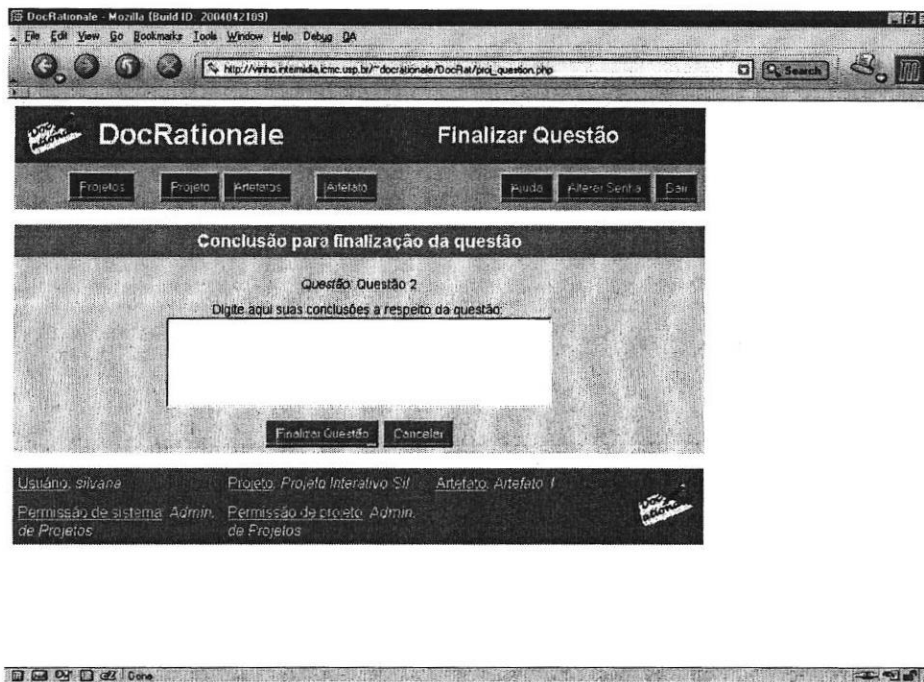 DocRationale - Mozilla {Build ID: 2004042109}
File Edit View Go Bookmarks Tools Window Help Debug QA
http://vinho.intermidia.icmc.usp.br/~docrationale/DocRat/proj_question.php Search
DocRationale Finalizar Questão
Projetos Projeto Artefatos Artefato Ajuda Alterar Senha Sair
Conclusão para finalização da questão
Questão: Questão 2
Digite aqui suas conclusões a respeito da questão:
Finalizar Questão Cancelar
Usuário: silvana Projeto: Projeto Interativo Sil Artefato: Artefato 1
Permissão de sistema: Admin. Permissão de projeto: Admin.
de Projetos de Projetos
Done